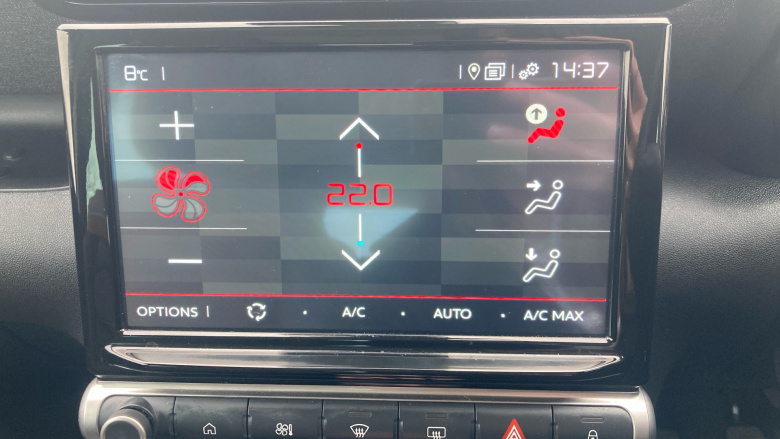 8°C
14:37
22.0
OPTIONS A/C AUTO A/C MAX